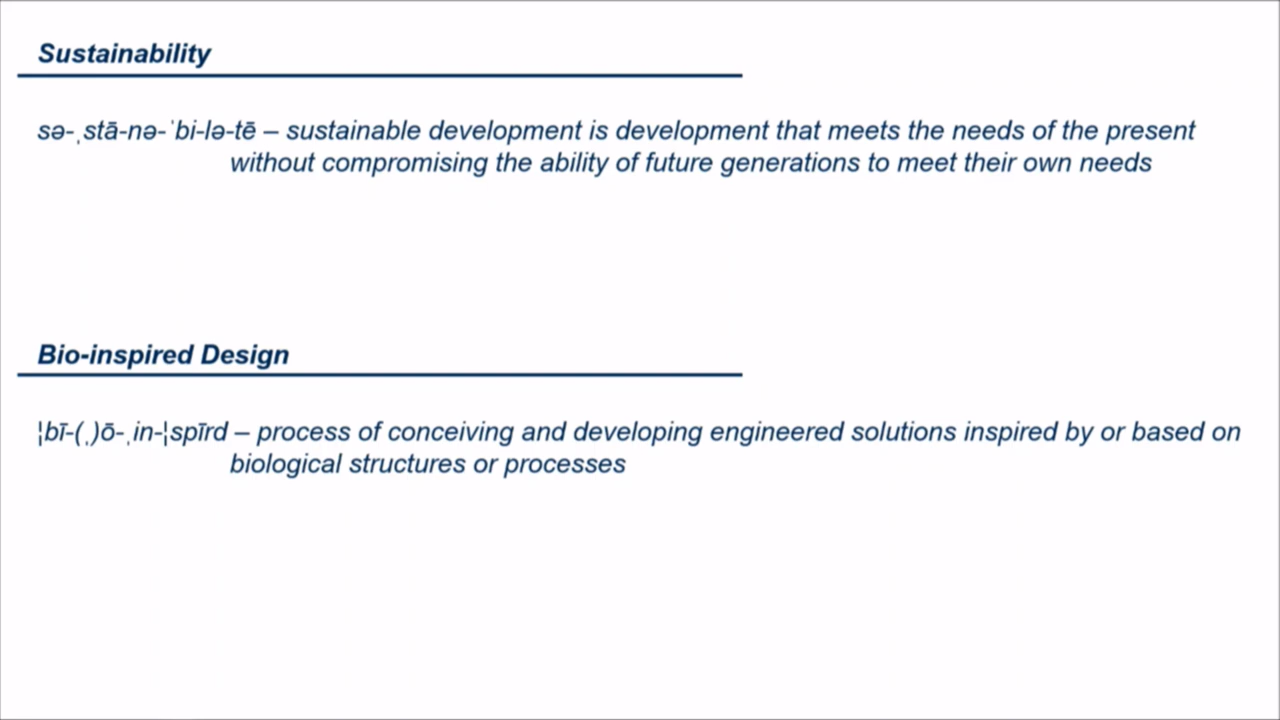 Sustainability
sə-ˌstā-nə-ˈbi-lə-tē – sustainable development is development that meets the needs of the present
without compromising the ability of future generations to meet their own needs
Bio-inspired Design
¦bī-(ˌ)ō-ˌin-¦spīrd – process of conceiving and developing engineered solutions inspired by or based on
biological structures or processes